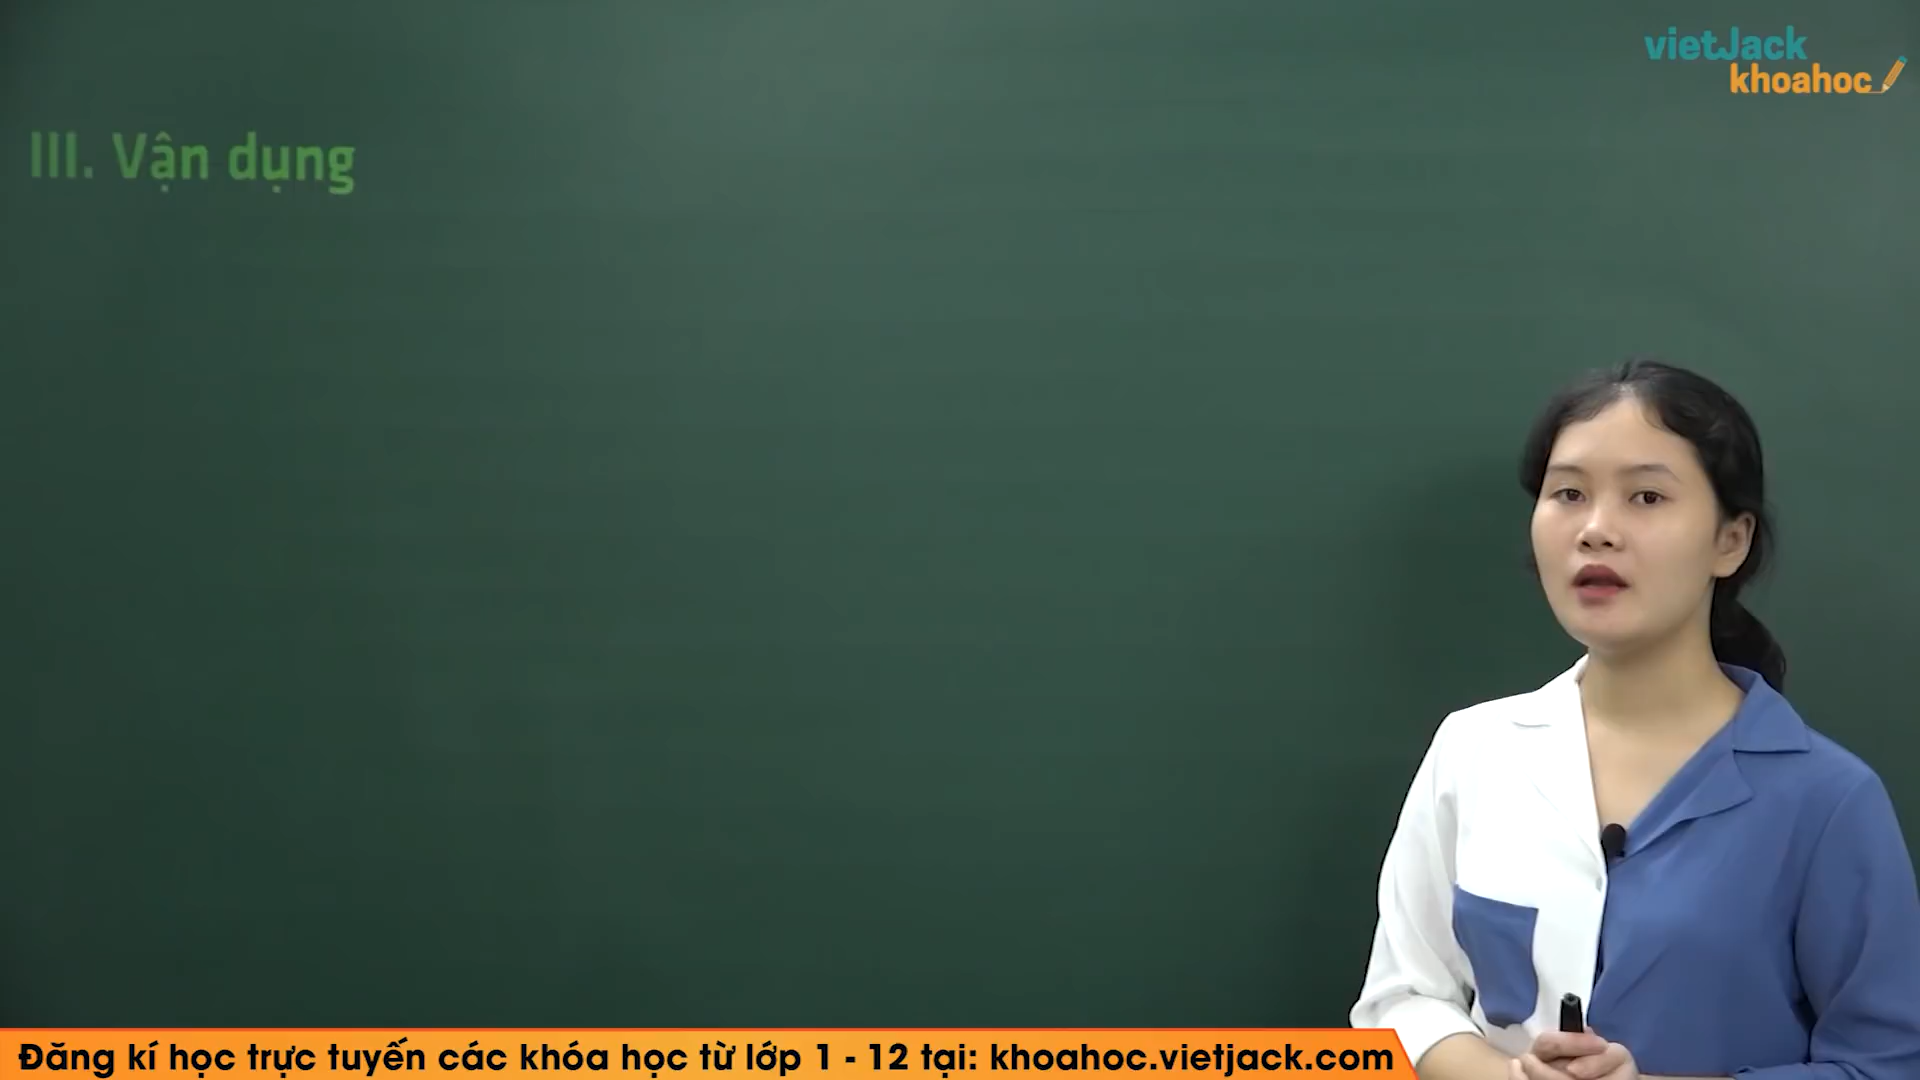 vietJack
khoahoc
III. Vận dụng
Đăng kí học trực tuyến các khóa học từ lớp 1 - 12 tại: khoahoc.vietjack.com